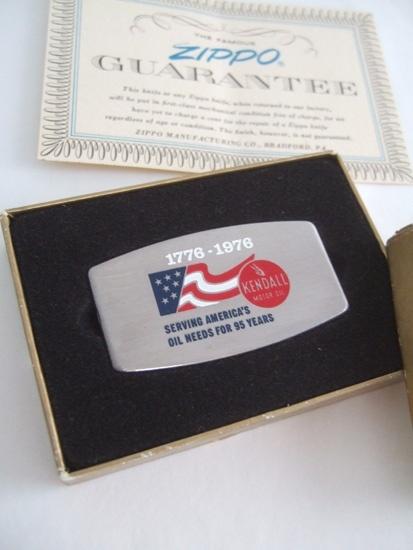 THE FAMOUS
ZIPPO®
GUARANTEE
This knife or any Zippo knife, when returned to our factory,
will be put in first-class mechanical condition free of charge, for we
have yet to charge a cent for the repair of a Zippo knife
regardless of age or condition. The finish, however, is not guaranteed.
ZIPPO MANUFACTURING CO., BRADFORD, PA.
1776-1976
KENDALL
MOTOR OIL
SERVING AMERICA'S
OIL NEEDS FOR 95 YEARS